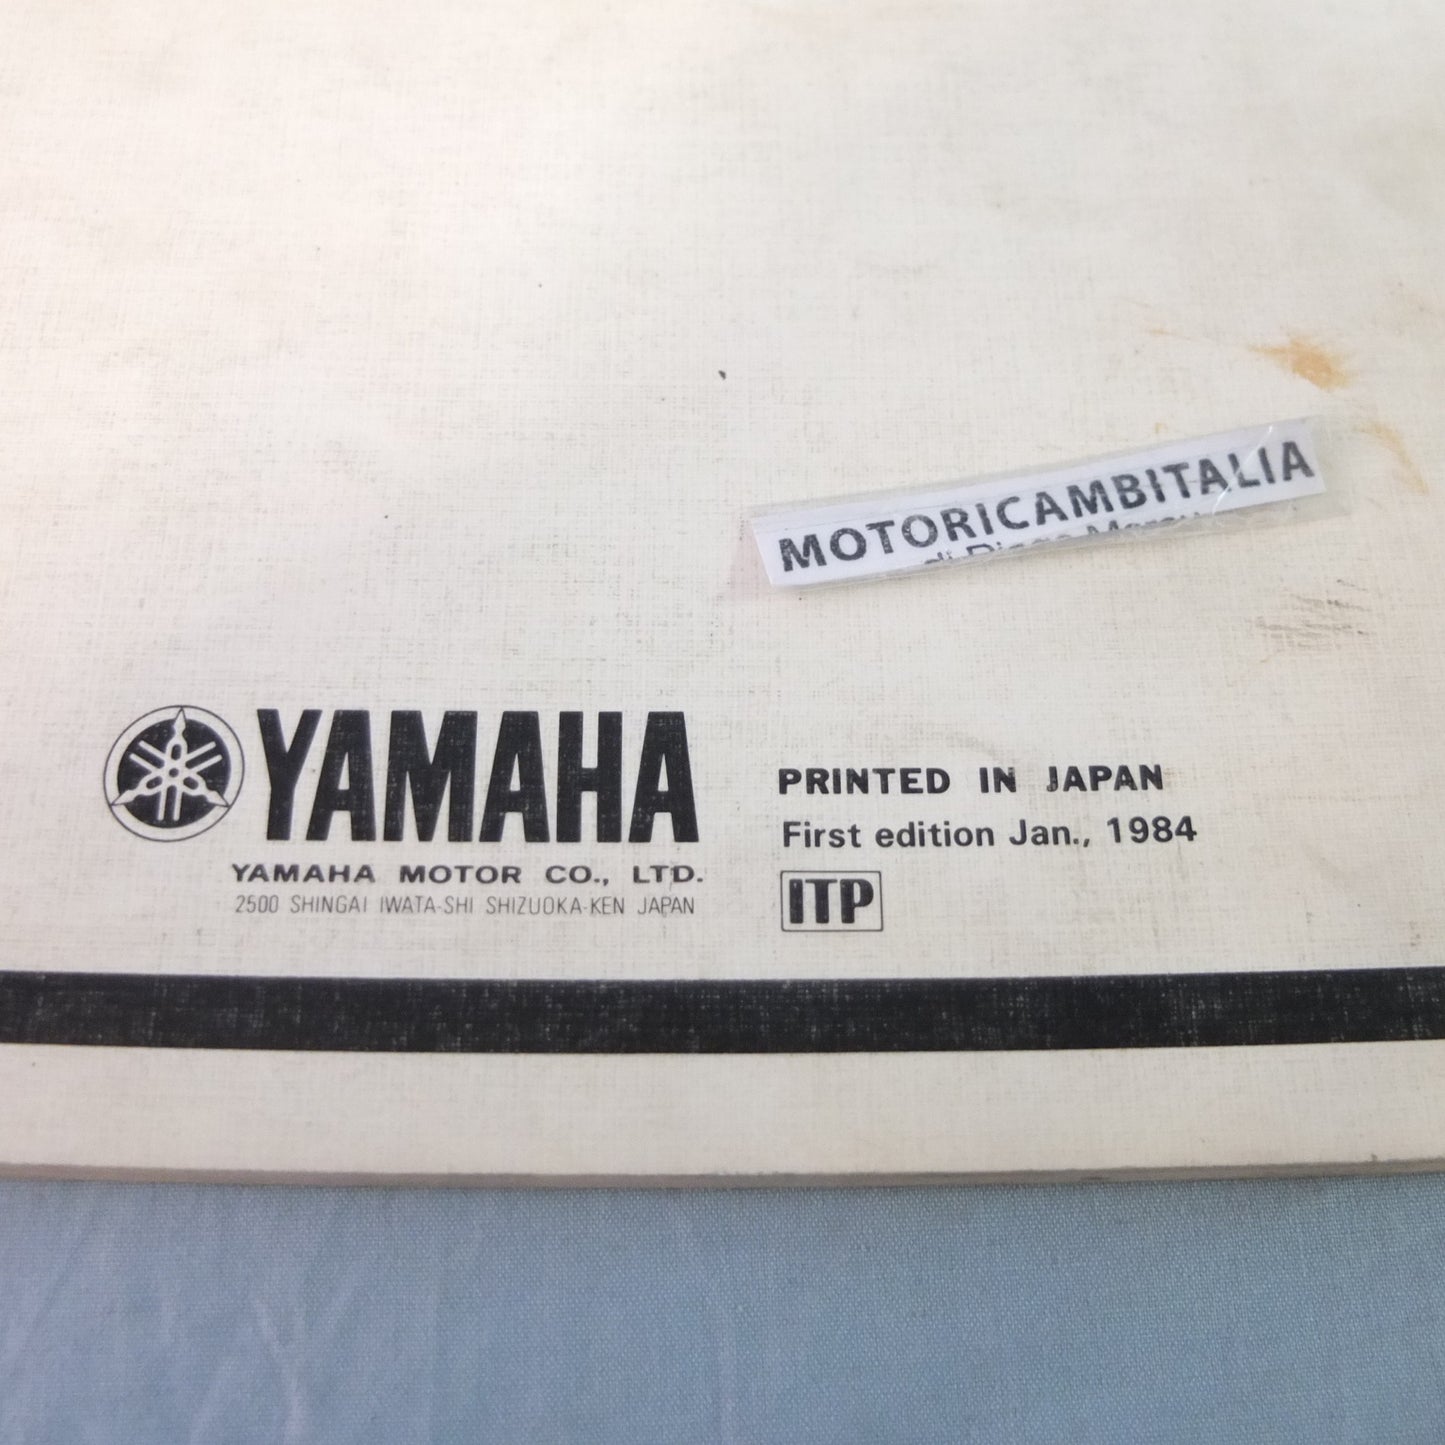 MOTORICAMBITALIA
di
YAMAHA
YAMAHA MOTOR CO., LTD.
2500 SHINGAI IWATA-SHI SHIZUOKA-KEN JAPAN
PRINTED IN JAPAN
First edition Jan., 1984
ITP